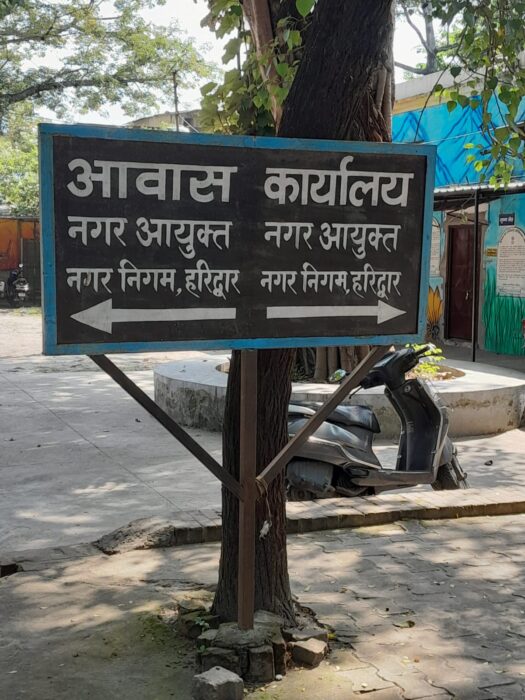 आवास
नगर आयुक्त
नगर निगम, हरिद्वार
कार्यालय
नगर आयुक्त
नगर निगम, हरिद्वार